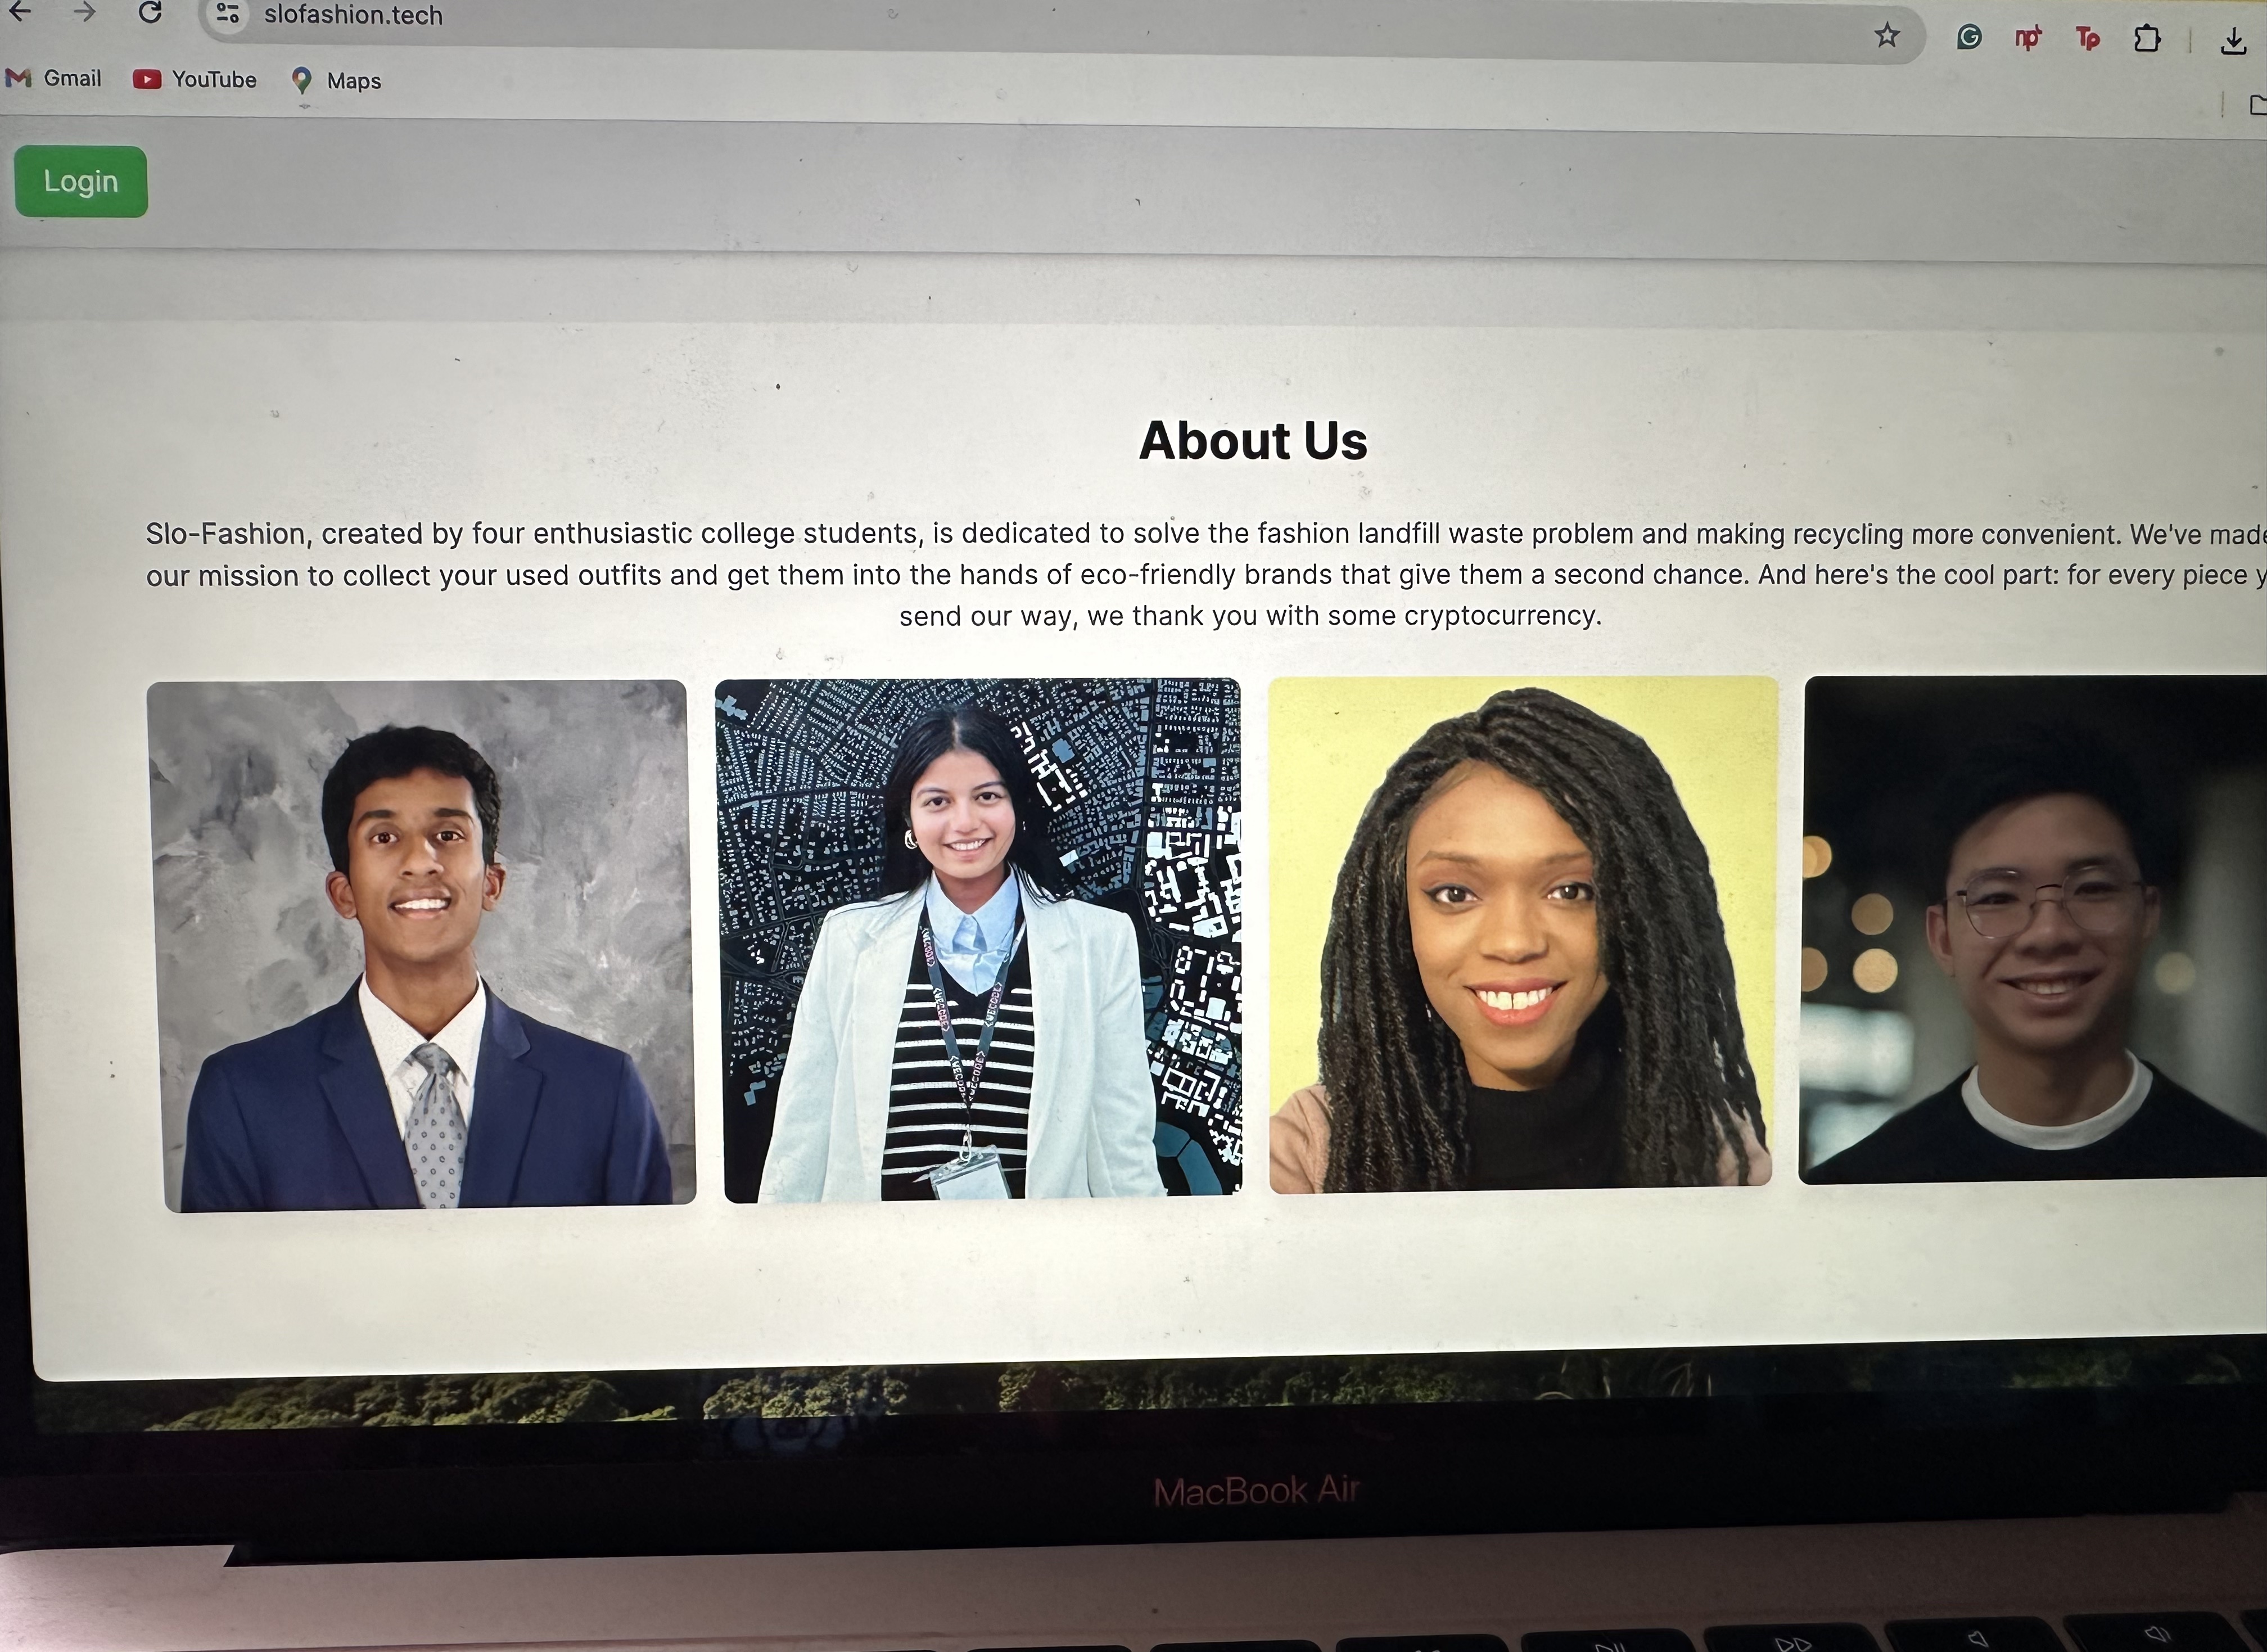 slofashion.tech
Gmail YouTube Maps
Login
About Us
Slo-Fashion, created by four enthusiastic college students, is dedicated to solve the fashion landfill waste problem and making recycling more convenient. We've made
our mission to collect your used outfits and get them into the hands of eco-friendly brands that give them a second chance. And here's the cool part: for every piece y
send our way, we thank you with some cryptocurrency.
MacBook Air